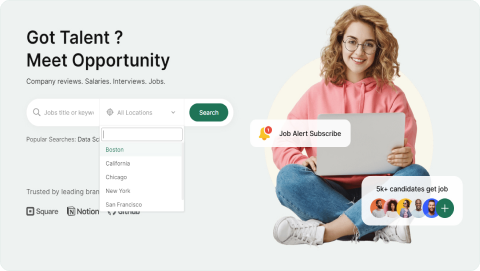 Got Talent ?
Meet Opportunity
Company reviews. Salaries. Interviews. Jobs.
Jobs title or keyw
All Locations
Search
Popular Searches: Data Sc
Boston
California
Chicago
New York
San Francisco
Trusted by leading bran
Square
Notion
GitHub
1
Job Alert Subscribe
5k+ candidates get job